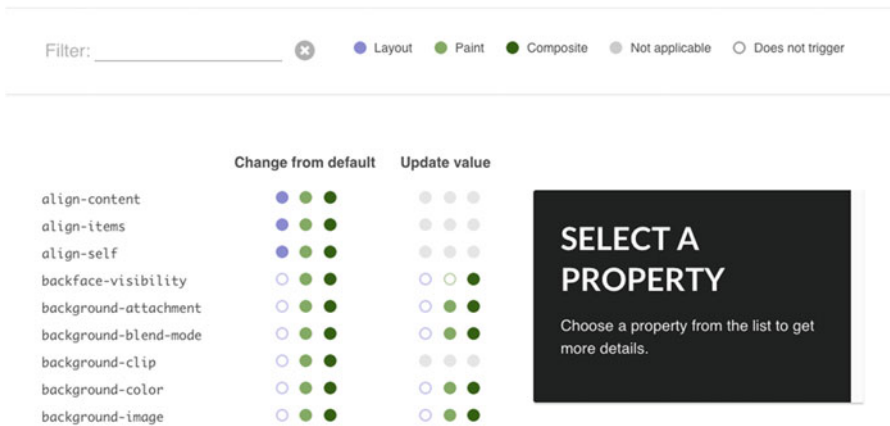 Filter:
Layout Paint Composite Not applicable Does not trigger
Change from default Update value
align-content
align-items
align-self
backface-visibility
background-attachment
background-blend-mode
background-clip
background-color
background-image
SELECT A
PROPERTY
Choose a property from the list to get
more details.